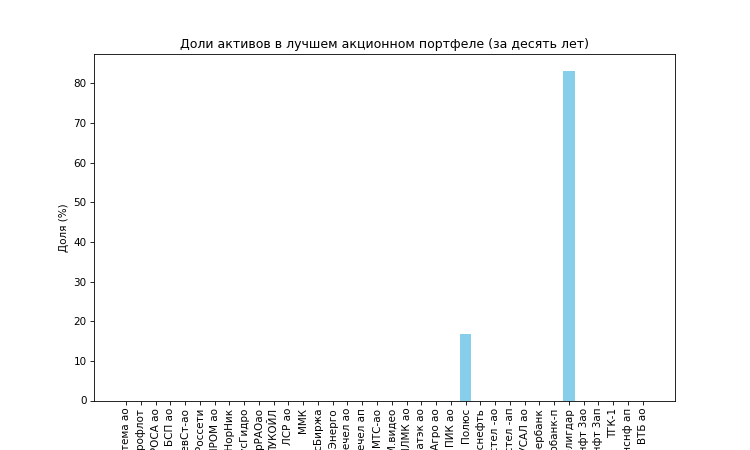 Доли активов в лучшем акционном портфеле (за десять лет)
Доля (%)
80
70
60
50
40
30
20
10
0
тема ао
рофлот
РОСА ао
БСП ао
евСт-ао
Россети
ПРОМ ао
НорНик
сГидро
рРАОао
ЛУКОЙЛ
ЛСР ао
ММК
сБиржа
Энерго
ечел ао
ечел ап
МТС-ао
М.видео
ЛМК ао
атэк ао
Агро ао
ПИК ао
Полюс
снефть
стел -ао
стел -ап
УСАЛ ао
ербанк
рбанк-п
лигдар
нфт 3ао
нфт 3ап
ТГК-1
нснф ап
ВТБ ао